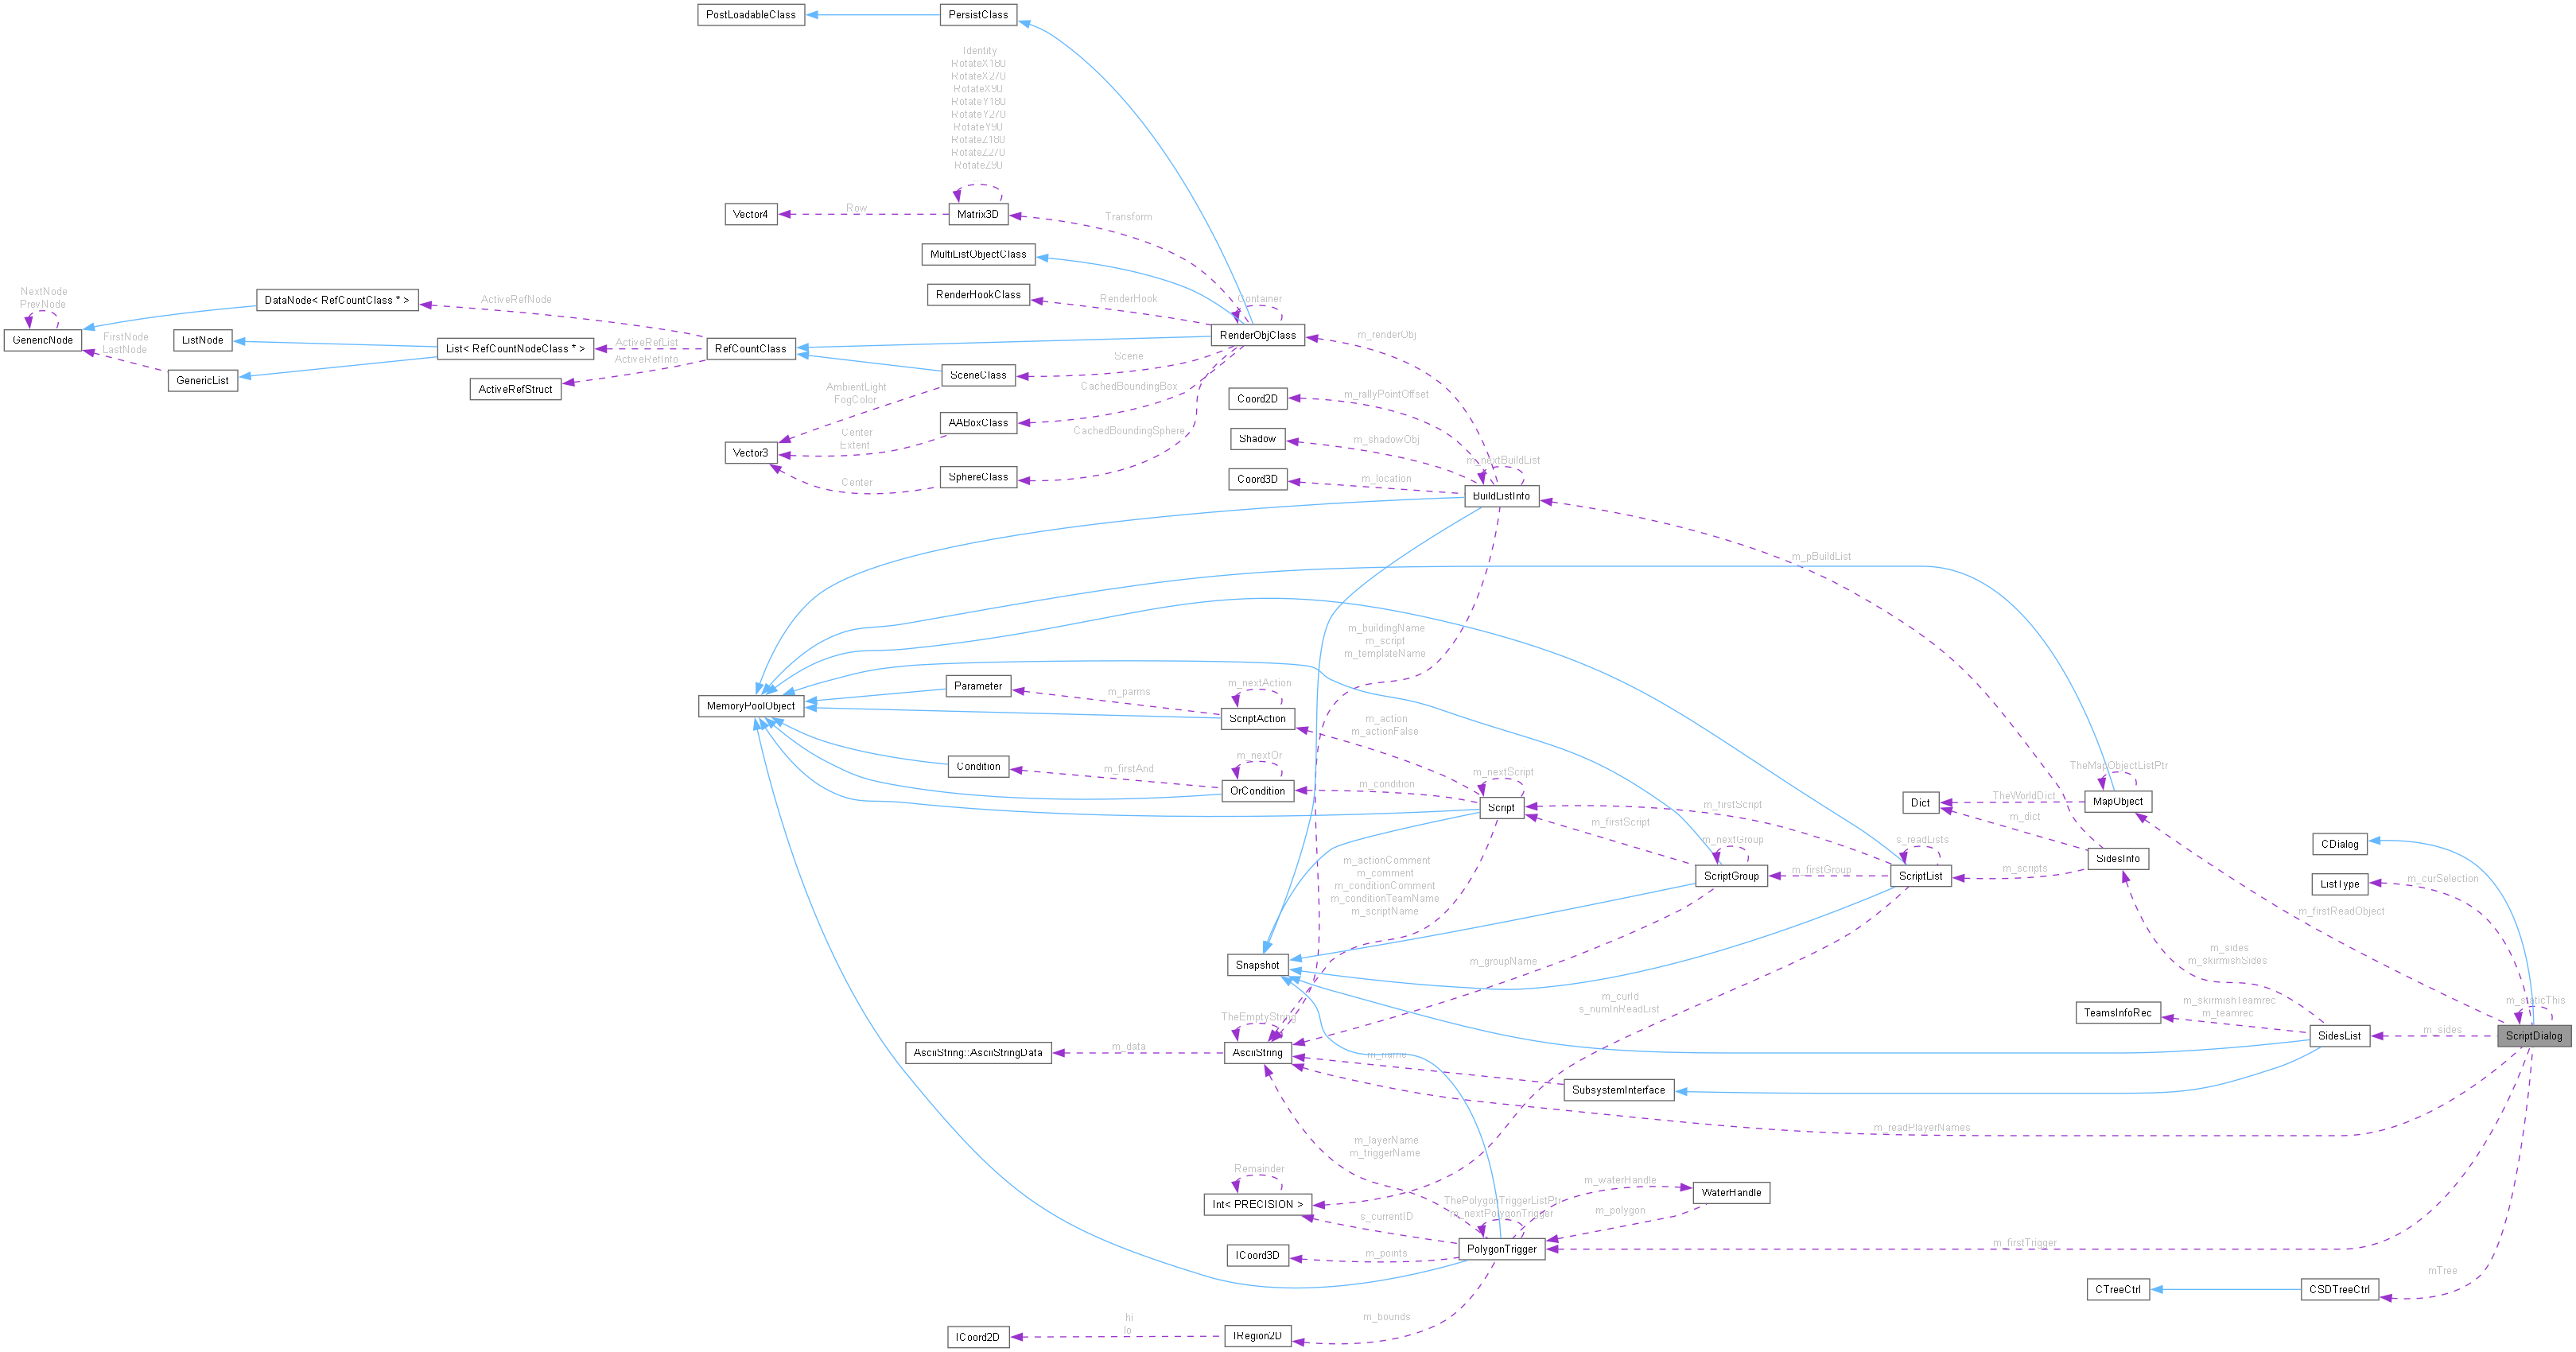 PostLoadableClass
PersistClass
Identity
RotateX180
RotateX270
RotateX90
RotateY180
RotateY270
RotateY90
RotateZ180
RotateZ270
RotateZ90
Vector4
Row
Matrix3D
Transform
MultiListObjectClass
RenderHookClass
RenderHook
Container
NextNode
PrevNode
DataNode< RefCountClass * >
ActiveRefNode
GenericNode
ListNode
FirstNode
LastNode
List< RefCountNodeClass * >
ActiveRefList
ActiveRefInfo
RefCountClass
RenderObjClass
m_renderObj
GenericList
ActiveRefStruct
SceneClass
Scene
AmbientLight
FogColor
CachedBoundingBox
Coord2D
m_rallyPointOffset
AABoxClass
Center
Extent
CachedBoundingSphere
Shadow
m_shadowObj
Vector3
SphereClass
Center
Coord3D
m_location
m_nextBuildList
BuildListInfo
m_pBuildList
m_buildingName
m_script
m_templateName
MemoryPoolObject
Parameter
m_parms
m_nextAction
ScriptAction
m_action
m_actionFalse
Condition
m_firstAnd
m_nextOr
OrCondition
m_condition
m_nextScript
Script
m_firstScript
m_firstScript
TheMapObjectListPtr
Dict
TheWorldDict
MapObject
m_dict
m_nextGroup
s_readLists
SidesInfo
CDialog
m_actionComment
m_comment
m_conditionComment
m_conditionTeamName
m_scriptName
ScriptGroup
m_firstGroup
ScriptList
m_scripts
ListType
m_curSelection
m_firstReadObject
Snapshot
m_groupName
m_sides
m_skirmishSides
m_curId
s_numInReadList
TeamsInfoRec
m_skirmishTeamrec
m_teamrec
m_staticThis
TheEmptyString
SidesList
m_sides
ScriptDialog
AsciiString::AsciiStringData
m_data
AsciiString
m_name
SubsystemInterface
m_readPlayerNames
m_layerName
m_triggerName
Remainder
Int< PRECISION >
s_currentID
ThePolygonTriggerListPtr
m_nextPolygonTrigger
m_waterHandle
WaterHandle
m_polygon
ICoord3D
m_points
PolygonTrigger
m_firstTrigger
mTree
CTreeCtrl
CSDTreeCtrl
m_bounds
ICoord2D
hi
lo
IRegion2D